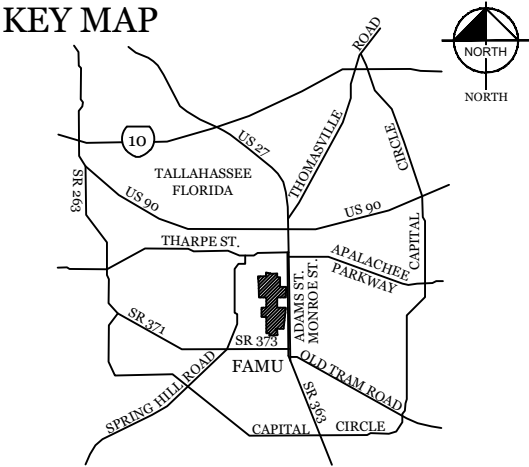 KEY MAP
ROAD
NORTH
NORTH
10
US 27
THOMASVILLE
CIRCLE
TALLAHASSEE
FLORIDA
SR 263
US 90
US 90
CAPITAL
THARPE ST.
APALACHEE
PARKWAY
ADAMS ST.
MONROE ST.
SR 371
SR 373
FAMU
OLD TRAM ROAD
SPRING HILL ROAD
SR 363
CAPITAL
CIRCLE